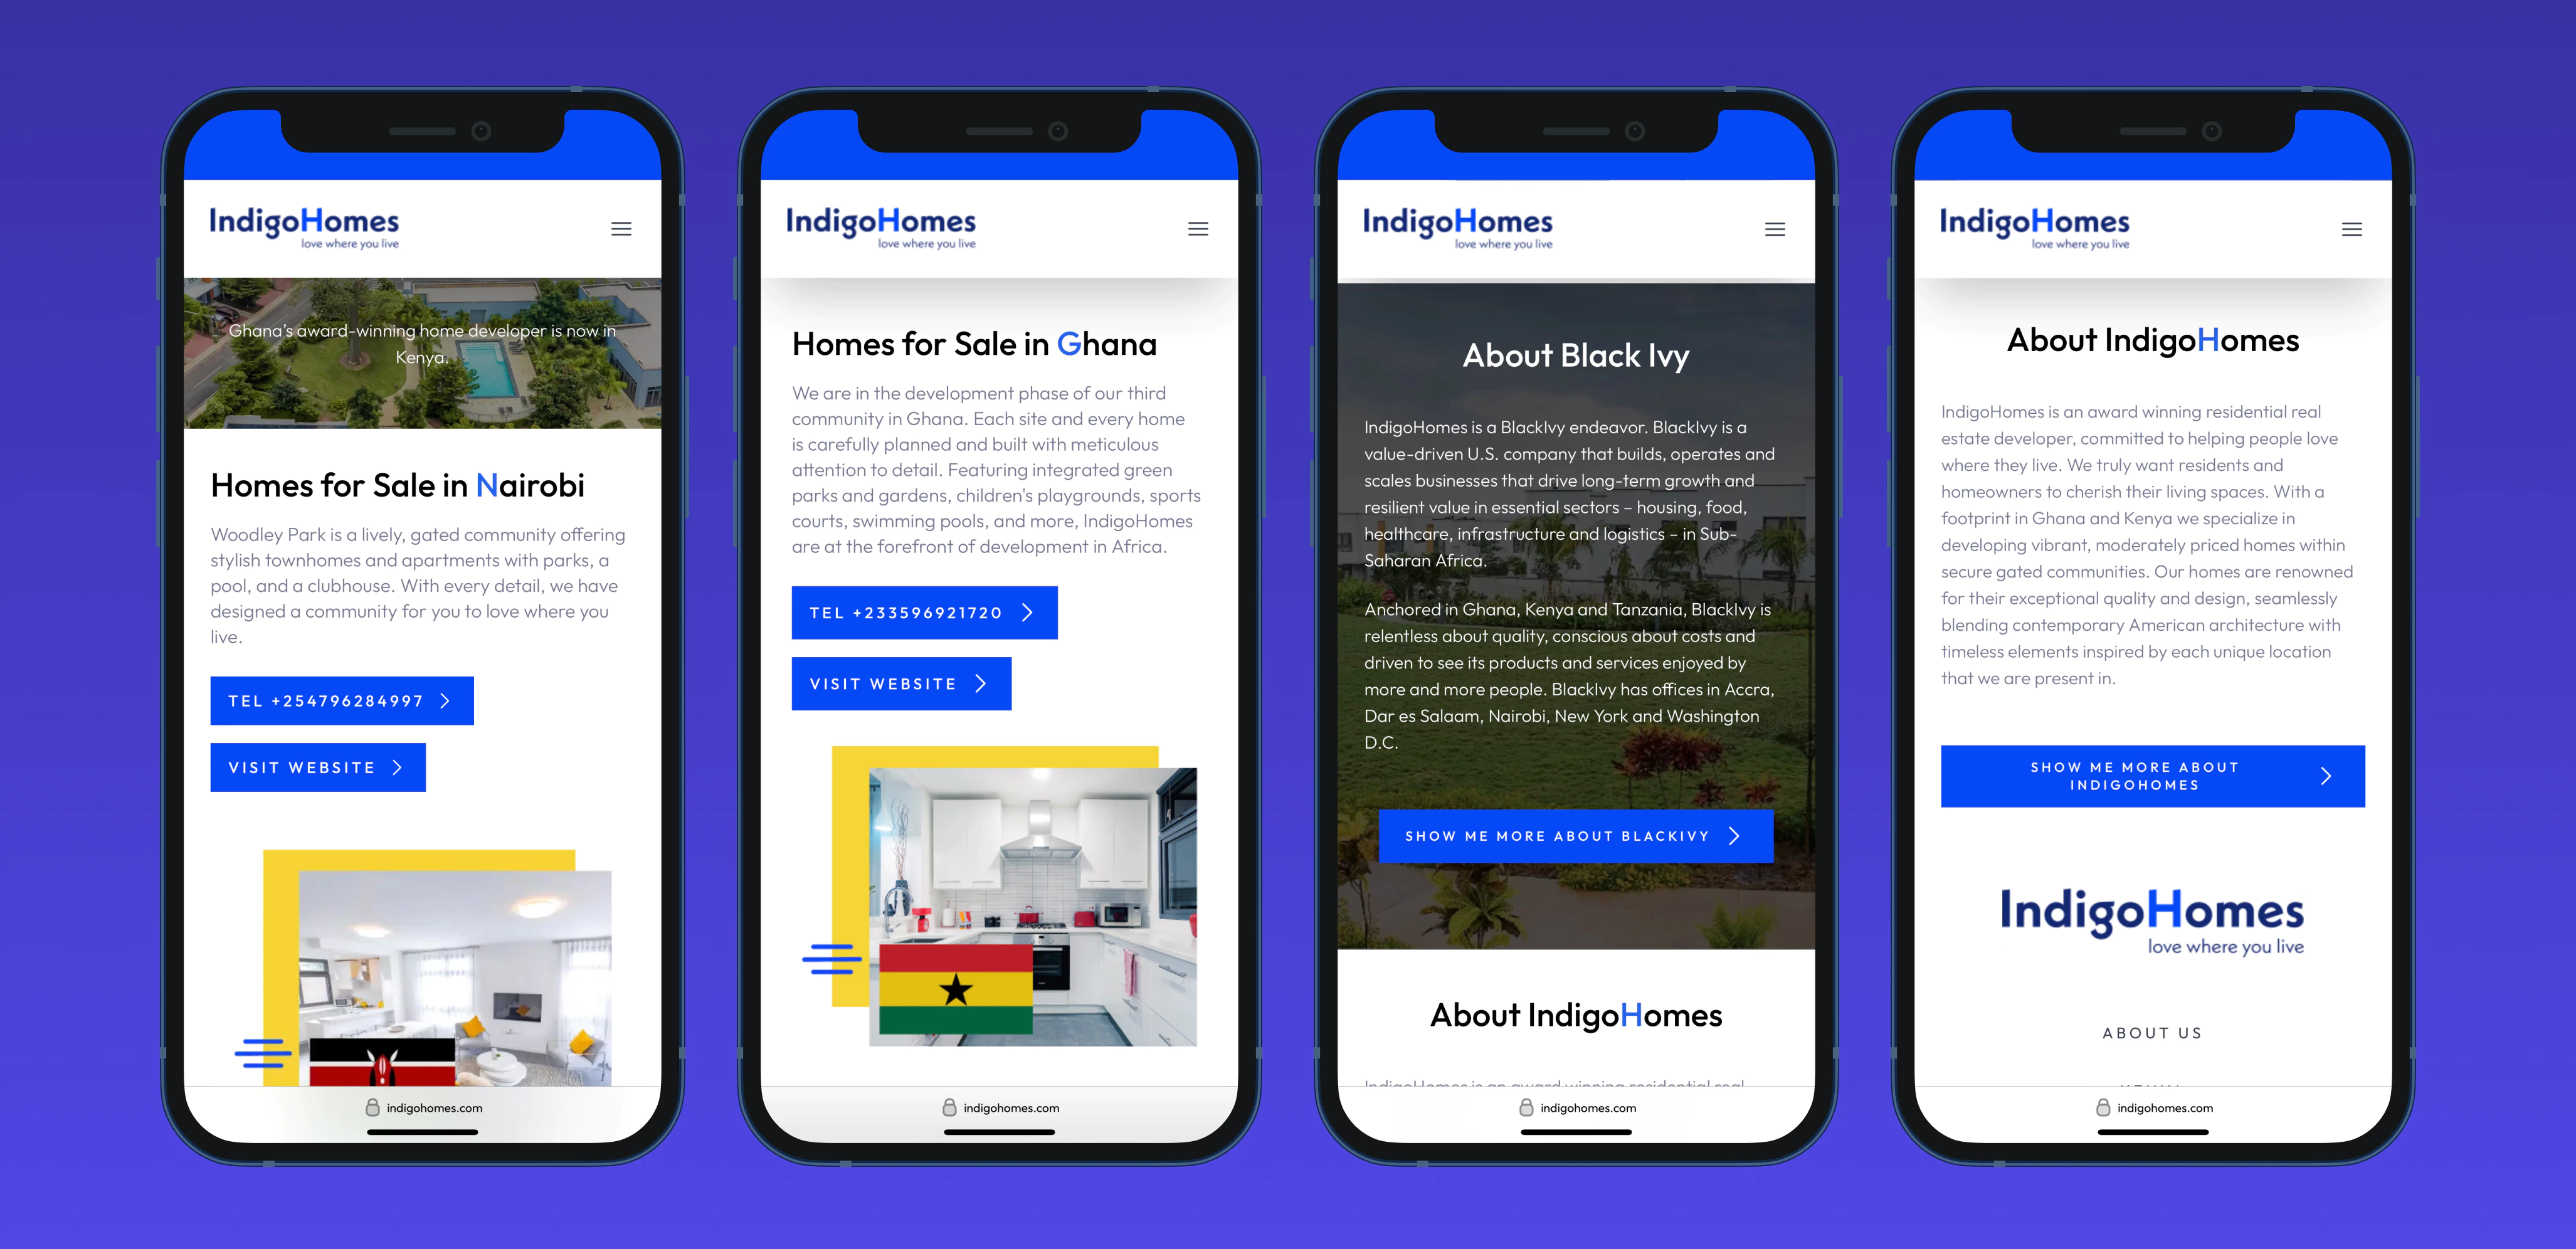 IndigoHomes
love where you live
Ghana's award-winning home developer is now in
Kenya.
Homes for Sale in Nairobi
Woodley Park is a lively, gated community offering
stylish townhomes and apartments with parks, a
pool, and a clubhouse. With every detail, we have
designed a community for you to love where you
live.
TEL +254796284997
VISIT WEBSITE
indigohomes.com
IndigoHomes
love where you live
Homes for Sale in Ghana
We are in the development phase of our third
community in Ghana. Each site and every home
is carefully planned and built with meticulous
attention to detail. Featuring integrated green
parks and gardens, children's playgrounds, sports
courts, swimming pools, and more, IndigoHomes
are at the forefront of development in Africa.
TEL +233596921720
VISIT WEBSITE
indigohomes.com
IndigoHomes
love where you live
About Black Ivy
IndigoHomes is a BlackIvy endeavor. BlackIvy is a
value-driven U.S. company that builds, operates and
scales businesses that drive long-term growth and
resilient value in essential sectors – housing, food,
healthcare, infrastructure and logistics – in Sub-
Saharan Africa.
Anchored in Ghana, Kenya and Tanzania, BlackIvy is
relentless about quality, conscious about costs and
driven to see its products and services enjoyed by
more and more people. BlackIvy has offices in Accra,
Dar es Salaam, Nairobi, New York and Washington
D.C.
SHOW ME MORE ABOUT BLACKIVY
About IndigoHomes
IndigoHomes is an award winning residential real
indigohomes.com
IndigoHomes
love where you live
About IndigoHomes
IndigoHomes is an award winning residential real
estate developer, committed to helping people love
where they live. We truly want residents and
homeowners to cherish their living spaces. With a
footprint in Ghana and Kenya we specialize in
developing vibrant, moderately priced homes within
secure gated communities. Our homes are renowned
for their exceptional quality and design, seamlessly
blending contemporary American architecture with
timeless elements inspired by each unique location
that we are present in.
SHOW ME MORE ABOUT
INDIGOHOMES
IndigoHomes
love where you live
ABOUT US
indigohomes.com